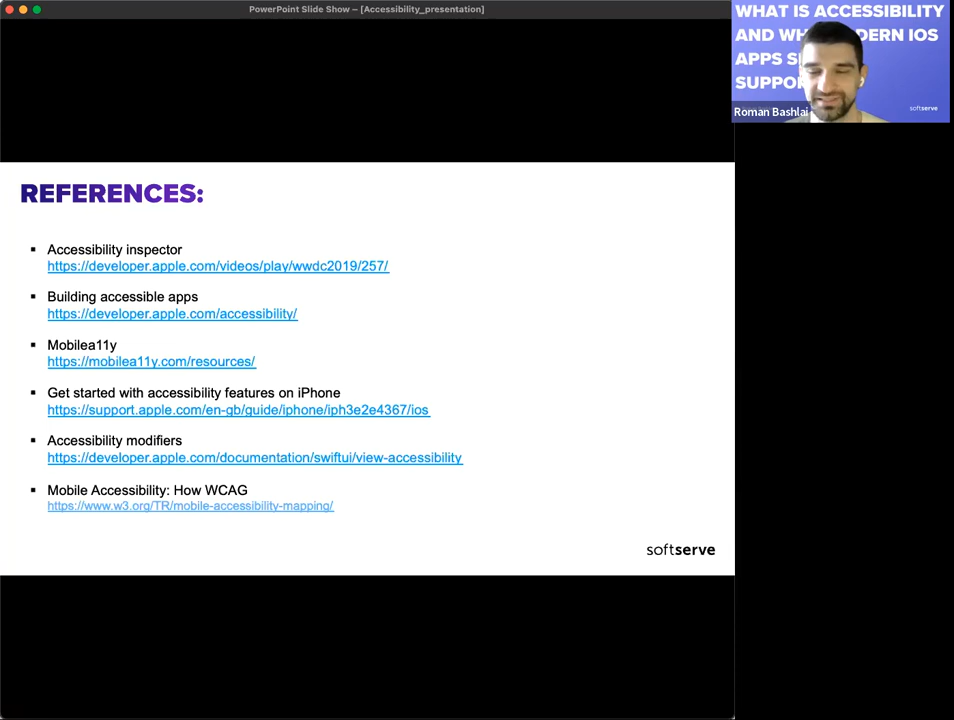 PowerPoint Slide Show – [Accessibility_presentation]
WHAT IS ACCESSIBILITY
AND IOS
APPS
Roman Bashlai
softserve
REFERENCES:
▪ Accessibility inspector
https://developer.apple.com/videos/play/wwdc2019/257/
▪ Building accessible apps
https://developer.apple.com/accessibility/
▪ Mobilea11y
https://mobilea11y.com/resources/
▪ Get started with accessibility features on iPhone
https://support.apple.com/en-gb/guide/iphone/iph3e2e4367/ios
▪ Accessibility modifiers
https://developer.apple.com/documentation/swiftui/view-accessibility
▪ Mobile Accessibility: How WCAG
https://www.w3.org/TR/mobile-accessibility-mapping/
softserve